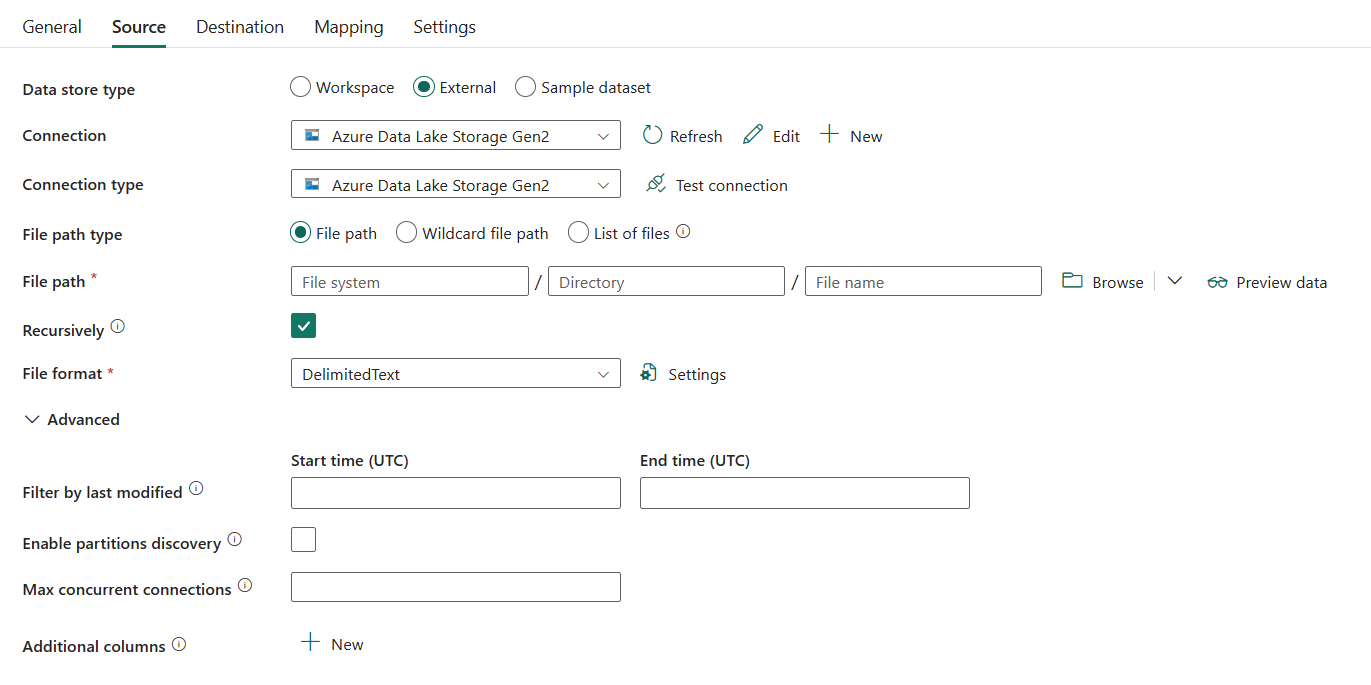 General Source Destination Mapping Settings
Data store type Workspace External Sample dataset
Connection Azure Data Lake Storage Gen2 Refresh Edit New
Connection type Azure Data Lake Storage Gen2 Test connection
File path type File path Wildcard file path List of files
File path * File system / Directory / File name Browse Preview data
Recursively
File format * DelimitedText Settings
Advanced
Start time (UTC) End time (UTC)
Filter by last modified
Enable partitions discovery
Max concurrent connections
Additional columns New